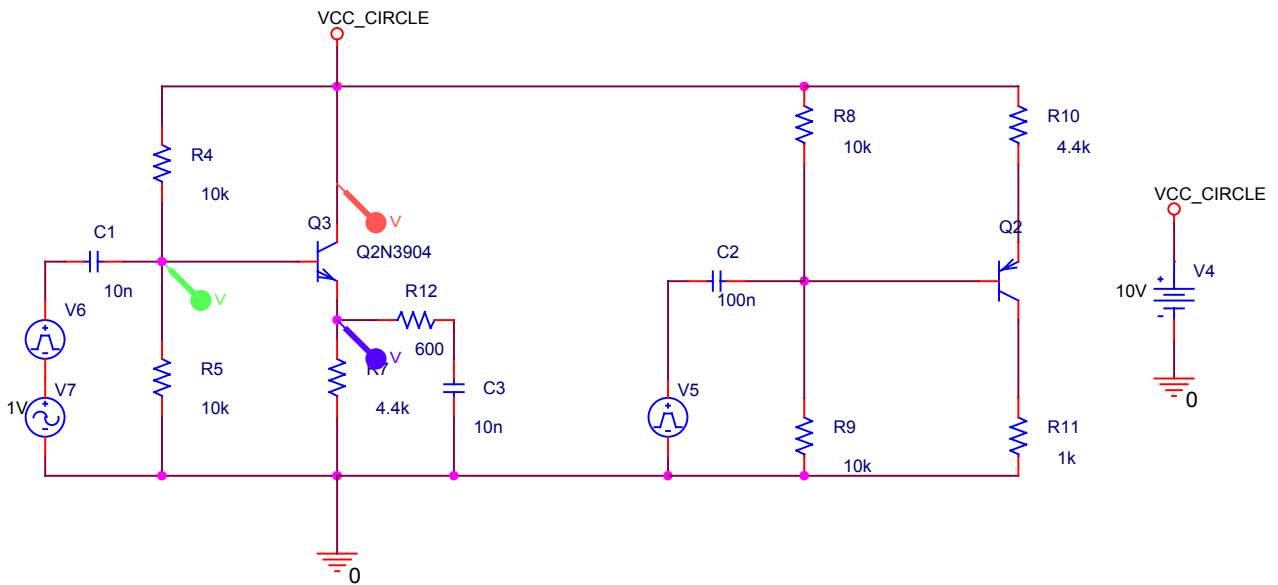 VCC_CIRCLE
R8
10k
R10
4.4k
R4
10k
V
VCC_CIRCLE
C1
10n
Q3
Q2N3904
C2
100n
Q2
V4
10V
V
V6
R12
600
V
R7
4.4k
V7
1V
R5
10k
C3
10n
V5
R9
10k
R11
1k
0
0